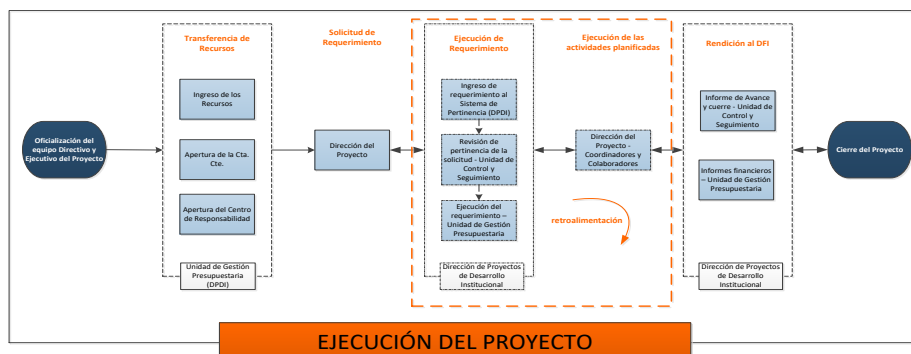 Oficialización del
equipo Directivo y
Ejecutivo del Proyecto
Transferencia de
Recursos
Ingreso de los
Recursos
Apertura de la Cta.
Cte.
Apertura del Centro
de Responsabilidad
Unidad de Gestión
Presupuestaria
(DPDI)
Solicitud de
Requerimiento
Dirección del
Proyecto
Ejecución de
Requerimiento
Ingreso de
requerimiento al
Sistema de
Pertinencia (DPDI)
Revisión de
pertinencia de la
solicitud - Unidad de
Control y
Seguimiento
Ejecución del
requerimiento –
Unidad de Gestión
Presupuestaria
Dirección de Proyectos
de Desarrollo
Institucional
Ejecución de las
actividades planificadas
Dirección del
Proyecto -
Coordinadores y
Colaboradores
retroalimentación
Rendición al DFI
Informe de Avance
y cuerre - Unidad de
Control y
Seguimiento
Informes financieros
– Unidad de Gestión
Presupuestaria
Dirección de Proyectos
de Desarrollo
Institucional
Cierre del Proyecto
EJECUCIÓN DEL PROYECTO